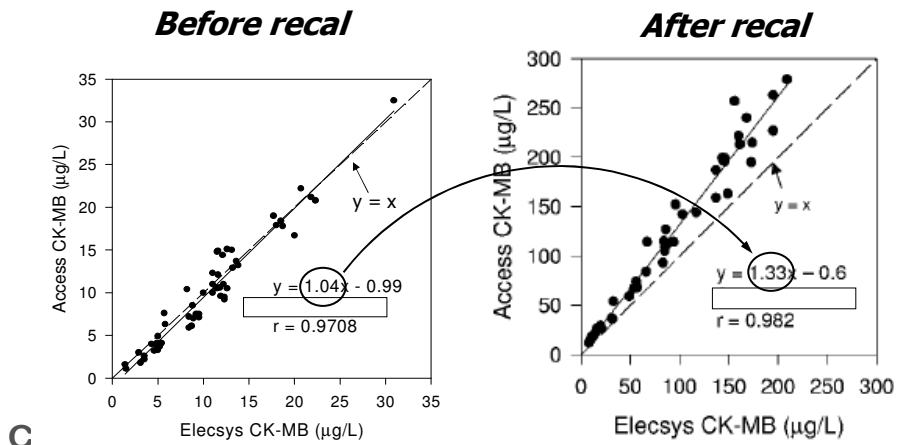 Before recal
35
30
25
20
15
10
5
0
Access CK-MB (µg/L)
y = x
y = 1.04x - 0.99
r = 0.9708
0 5 10 15 20 25 30 35
Elecsys CK-MB (µg/L)
After recal
300
250
200
150
100
50
0
Access CK-MB (µg/L)
y = x
y = 1.33x – 0.6
r = 0.982
0 50 100 150 200 250 300
Elecsys CK-MB (µg/L)
C